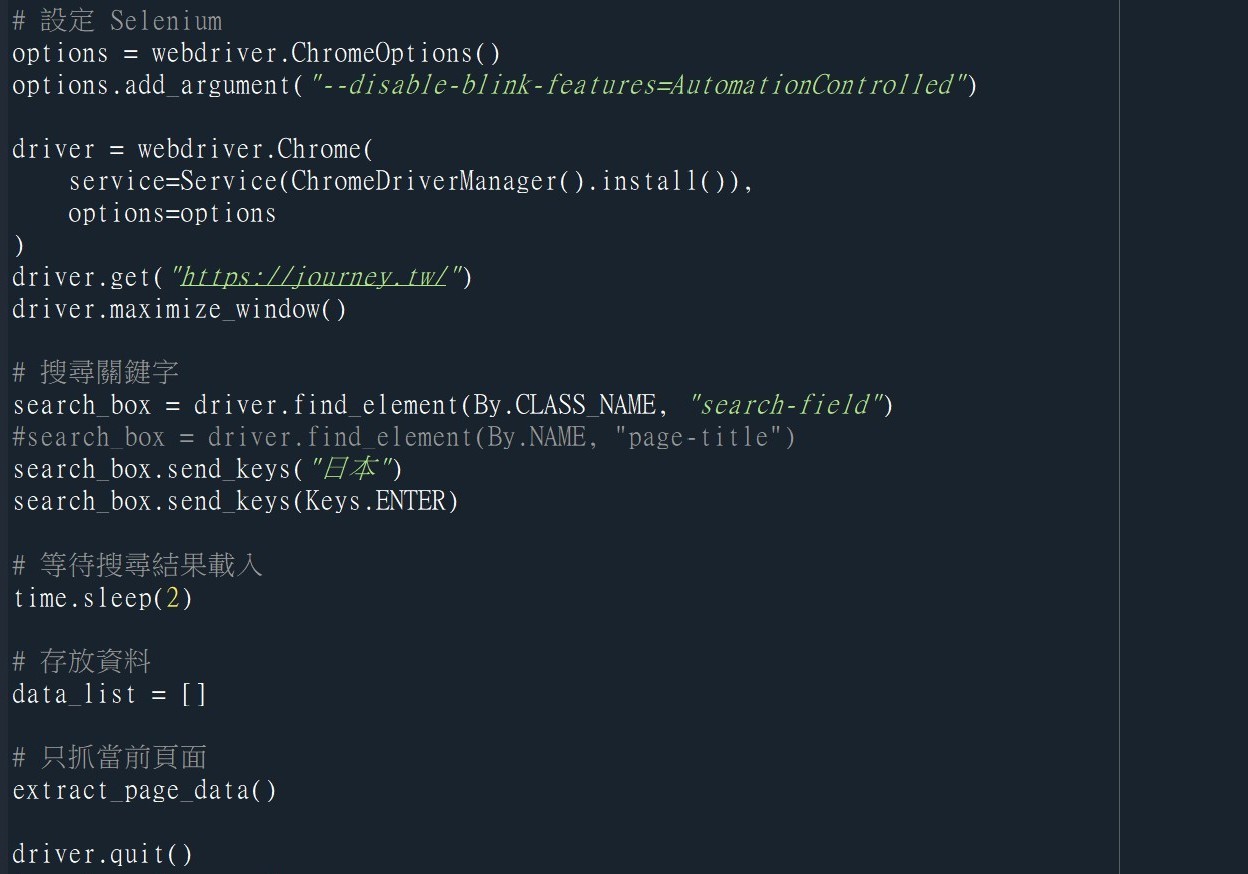 # 設定 Selenium
options = webdriver.ChromeOptions()
options.add_argument("--disable-blink-features=AutomationControlled")
driver = webdriver.Chrome(
    service=Service(ChromeDriverManager().install()),
    options=options
)
driver.get("https://journey.tw/")
driver.maximize_window()
# 搜尋關鍵字
search_box = driver.find_element(By.CLASS_NAME, "search-field")
#search_box = driver.find_element(By.NAME, "page-title")
search_box.send_keys("日本")
search_box.send_keys(Keys.ENTER)
# 等待搜尋結果載入
time.sleep(2)
# 存放資料
data_list = []
# 只抓當前頁面
extract_page_data()
driver.quit()